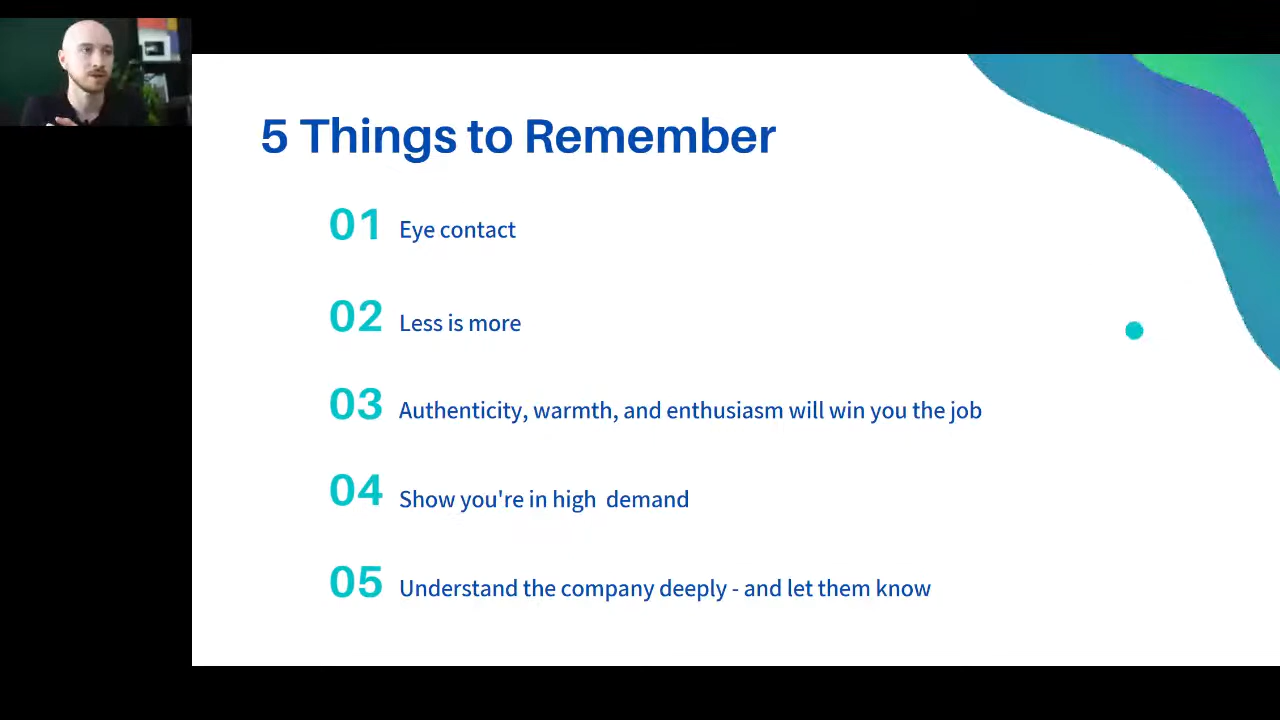 5 Things to Remember
01 Eye contact
02 Less is more
03 Authenticity, warmth, and enthusiasm will win you the job
04 Show you're in high  demand
05 Understand the company deeply - and let them know